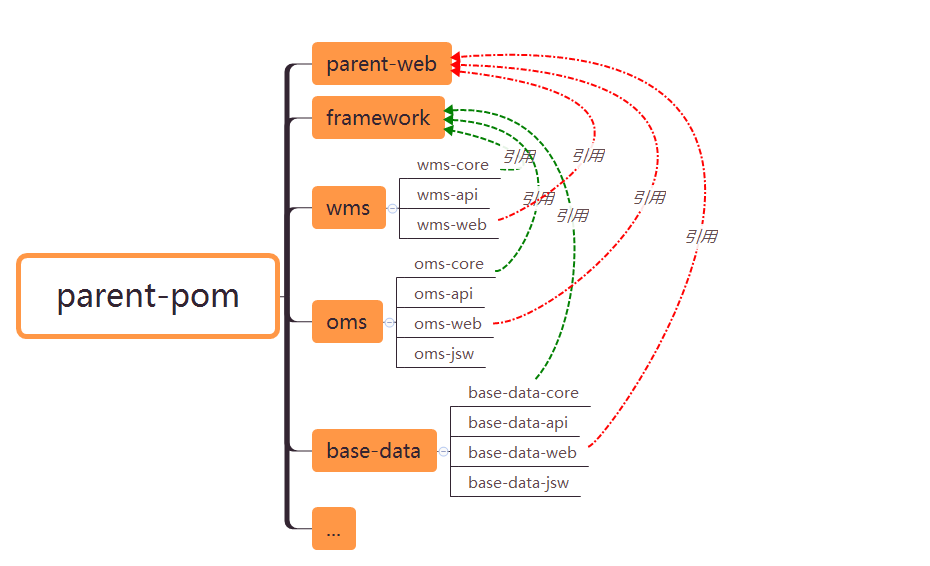 parent-pom
parent-web
framework
wms
wms-core
wms-api
wms-web
oms
oms-core
oms-api
oms-web
oms-jsw
base-data
base-data-core
base-data-api
base-data-web
base-data-jsw
...
引用
引用
引用
引用
引用
引用